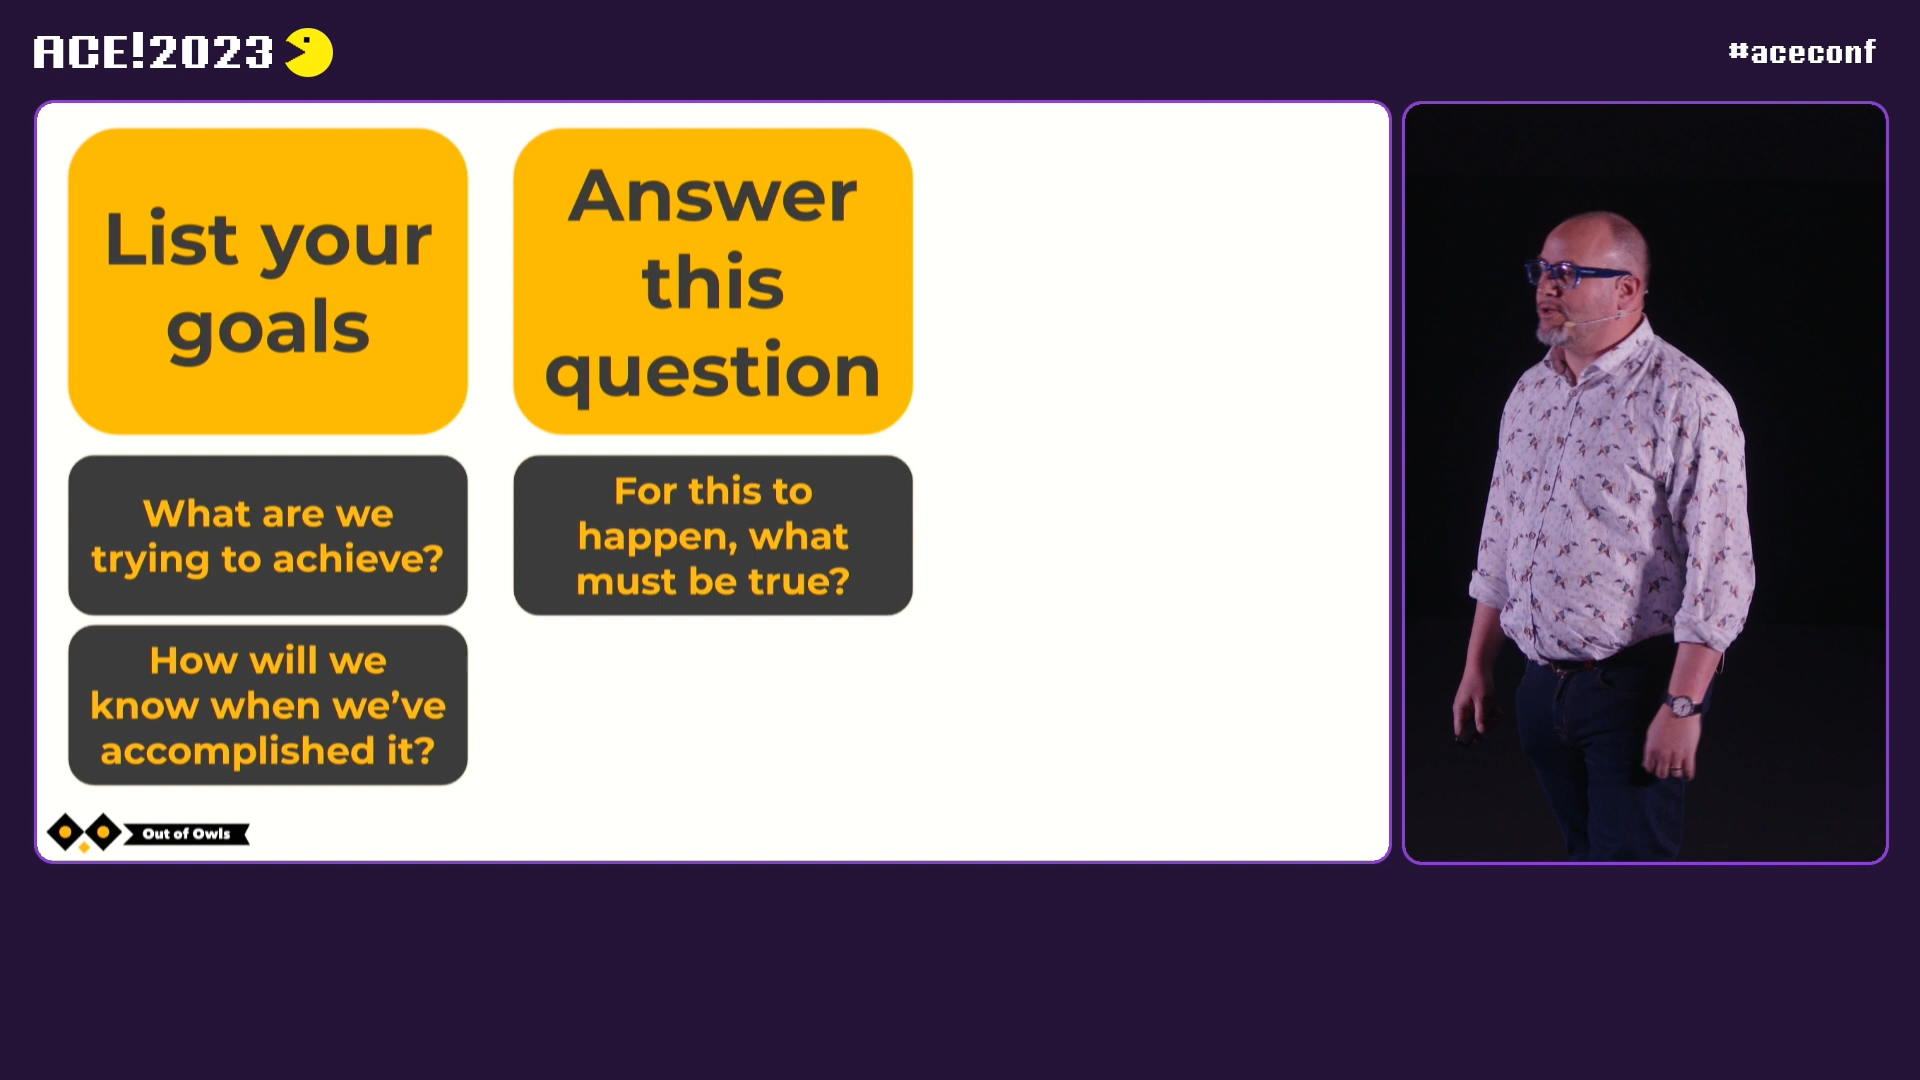 ACE!2023
#aceconf
List your
goals
What are we
trying to achieve?
How will we
know when we’ve
accomplished it?
Answer
this
question
For this to
happen, what
must be true?
Out of Owls